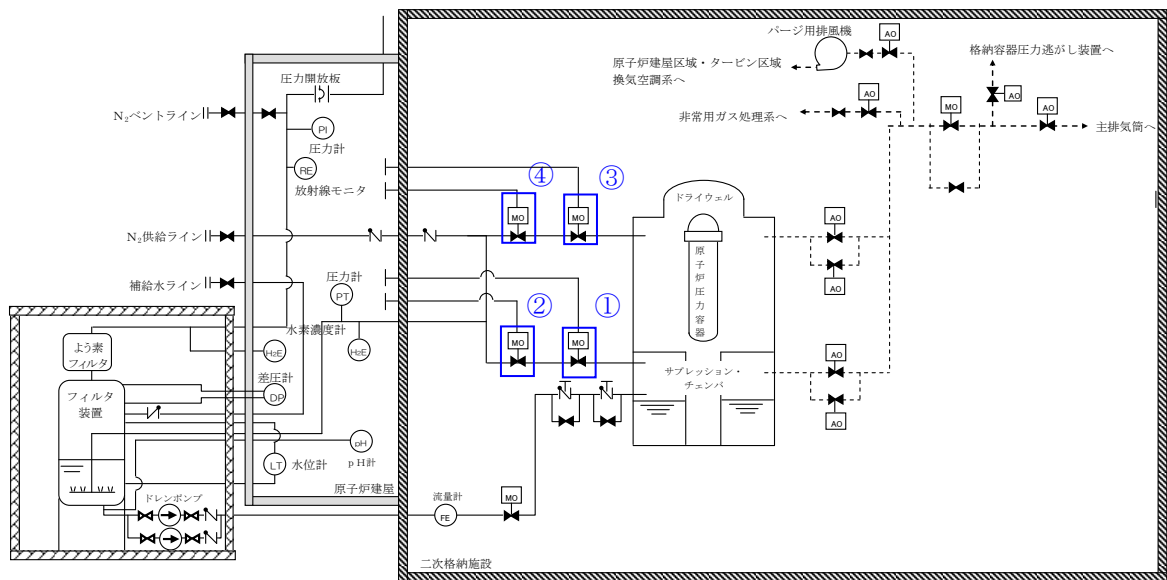 パージ用排風機
AO
格納容器圧力逃がし装置へ
原子炉建屋区域・タービン区域
換気空調系へ
圧力開放板
AO
MO
AO
AO
N₂ベントライン
非常用ガス処理系へ
主排気筒へ
PI
圧力計
RE
放射線モニタ
④
③
MO
MO
ドライウェル
AO
N₂供給ライン
原子炉圧力容器
AO
補給水ライン
圧力計
PT
②
①
水素濃度計
H2E
H2E
MO
MO
よう素
フィルタ
AO
サプレッション・
チェンバ
差圧計
DP
フィルタ
装置
AO
pH
pH計
LT
水位計
原子炉建屋
ドレンポンプ
流量計
FE
MO
二次格納施設